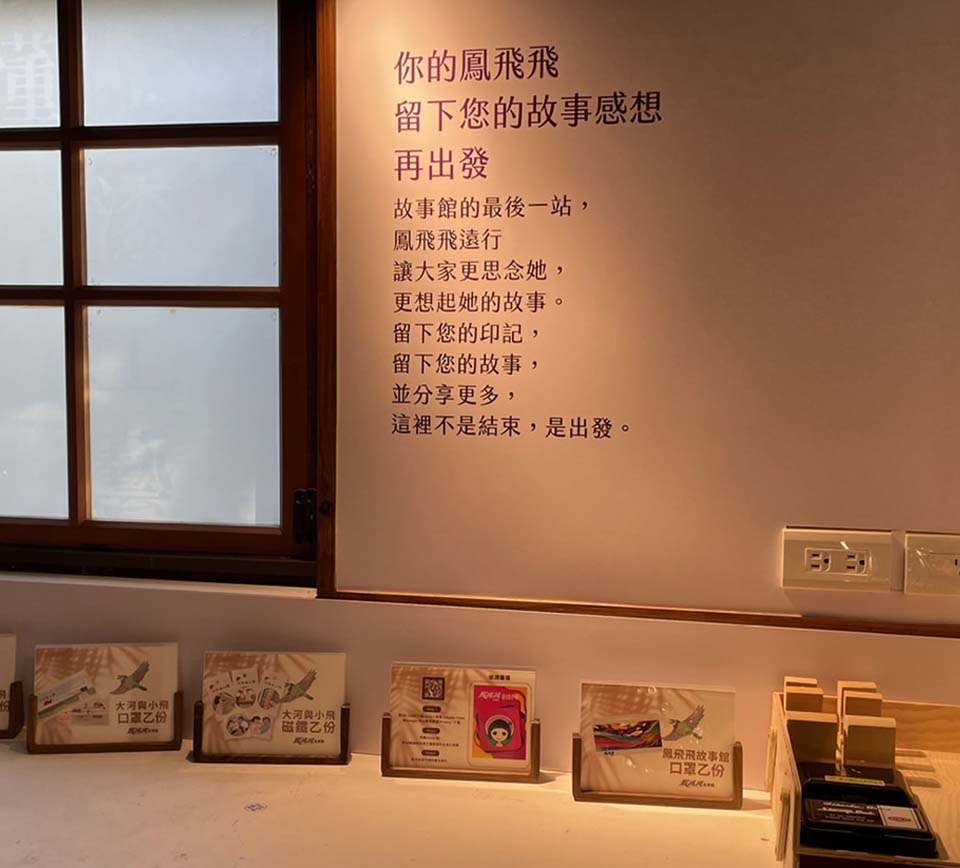 你的鳳飛飛
留下您的故事感想
再出發
故事館的最後一站，
鳳飛飛遠行
讓大家更思念她，
更想起她的故事。
留下您的印記，
留下您的故事，
並分享更多，
這裡不是結束，是出發。
大河與小飛
口罩乙份
大河與小飛
磁鐵乙份
鳳飛飛故事館
口罩乙份